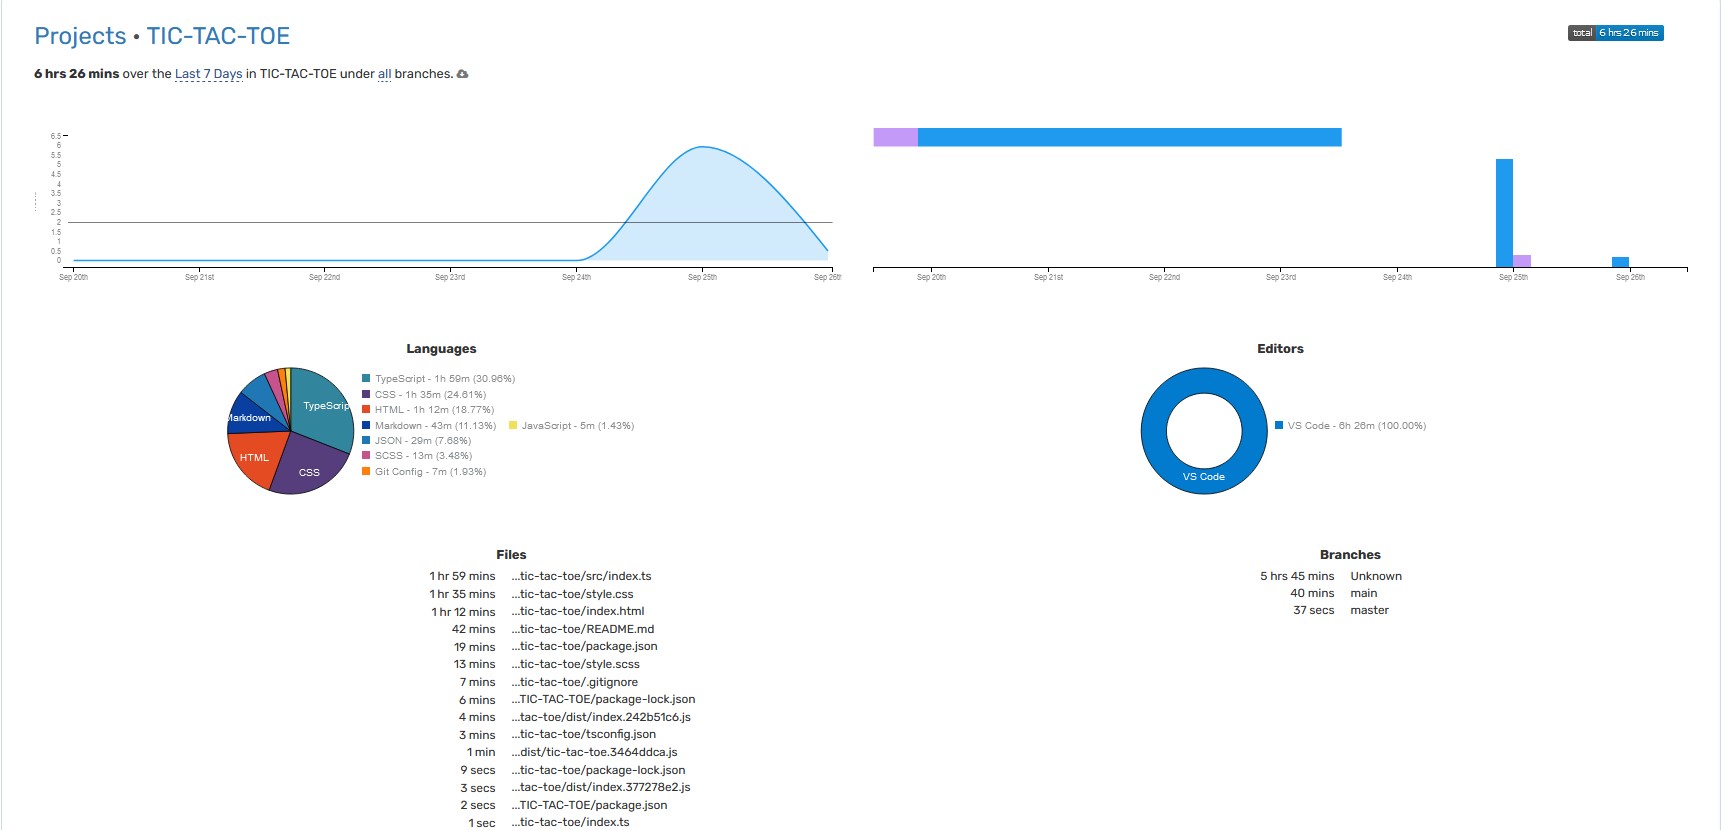 Projects • TIC-TAC-TOE
total 6 hrs 26 mins
6 hrs 26 mins over the Last 7 Days in TIC-TAC-TOE under all branches.
6.5
6
5.5
5
4.5
4
3.5
3
2.5
2
1.5
1
0.5
0
Sep 20th Sep 21st Sep 22nd Sep 23rd Sep 24th Sep 25th Sep 26th
Sep 20th Sep 21st Sep 22nd Sep 23rd Sep 24th Sep 25th Sep 26th
Languages
TypeScrip
Markdown
HTML
CSS
TypeScript - 1h 59m (30.96%)
CSS - 1h 35m (24.61%)
HTML - 1h 12m (18.77%)
Markdown - 43m (11.13%) JavaScript - 5m (1.43%)
JSON - 29m (7.68%)
SCSS - 13m (3.48%)
Git Config - 7m (1.93%)
Editors
VS Code
VS Code - 6h 26m (100.00%)
Files
1 hr 59 mins ...tic-tac-toe/src/index.ts
1 hr 35 mins ...tic-tac-toe/style.css
1 hr 12 mins ...tic-tac-toe/index.html
42 mins ...tic-tac-toe/README.md
19 mins ...tic-tac-toe/package.json
13 mins ...tic-tac-toe/style.scss
7 mins ...tic-tac-toe/.gitignore
6 mins ...TIC-TAC-TOE/package-lock.json
4 mins ...tac-toe/dist/index.242b51c6.js
3 mins ...tic-tac-toe/tsconfig.json
1 min ...dist/tic-tac-toe.3464ddca.js
9 secs ...tic-tac-toe/package-lock.json
3 secs ...tac-toe/dist/index.377278e2.js
2 secs ...TIC-TAC-TOE/package.json
1 sec ...tic-tac-toe/index.ts
Branches
5 hrs 45 mins Unknown
40 mins main
37 secs master